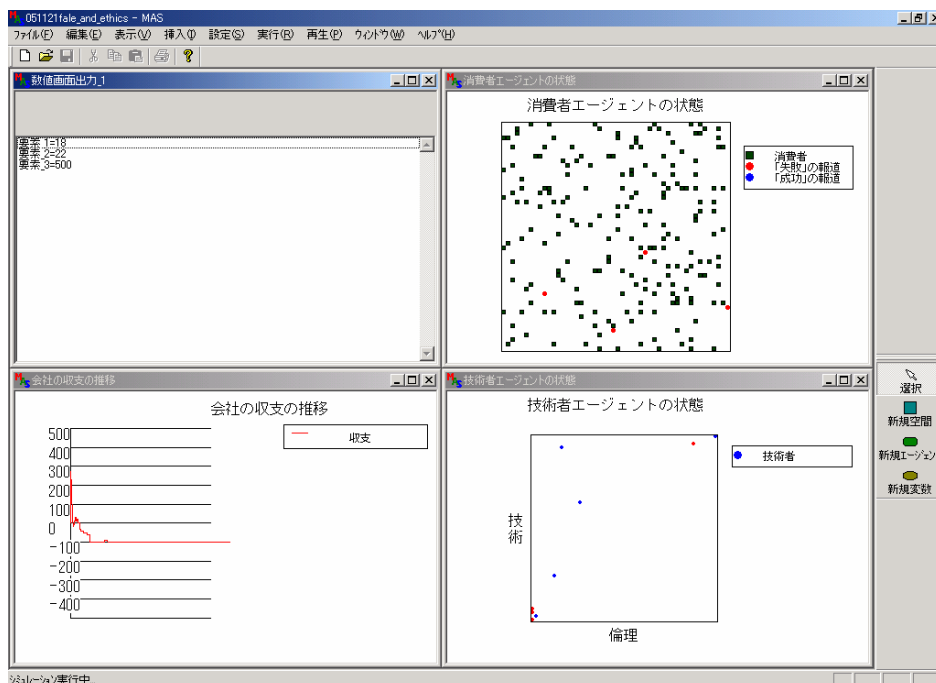 051121fale_and_ethics - MAS
ファイル(F) 編集(E) 表示(V) 挿入(I) 設定(S) 実行(R) 再生(P) ウィンドウ(W) ヘルプ(H)
数値画面出力_1
要素_1=18
要素_2=22
要素_3=500
消費者エージェントの状態
消費者エージェントの状態
消費者
「失敗」の報道
「成功」の報道
会社の収支の推移
会社の収支の推移
収支
500
400
300
200
100
0
-100
-200
-300
-400
技術者エージェントの状態
技術者エージェントの状態
技術者
技術
倫理
選択
新規空間
新規エージェン
新規変数
シミュレーション実行中